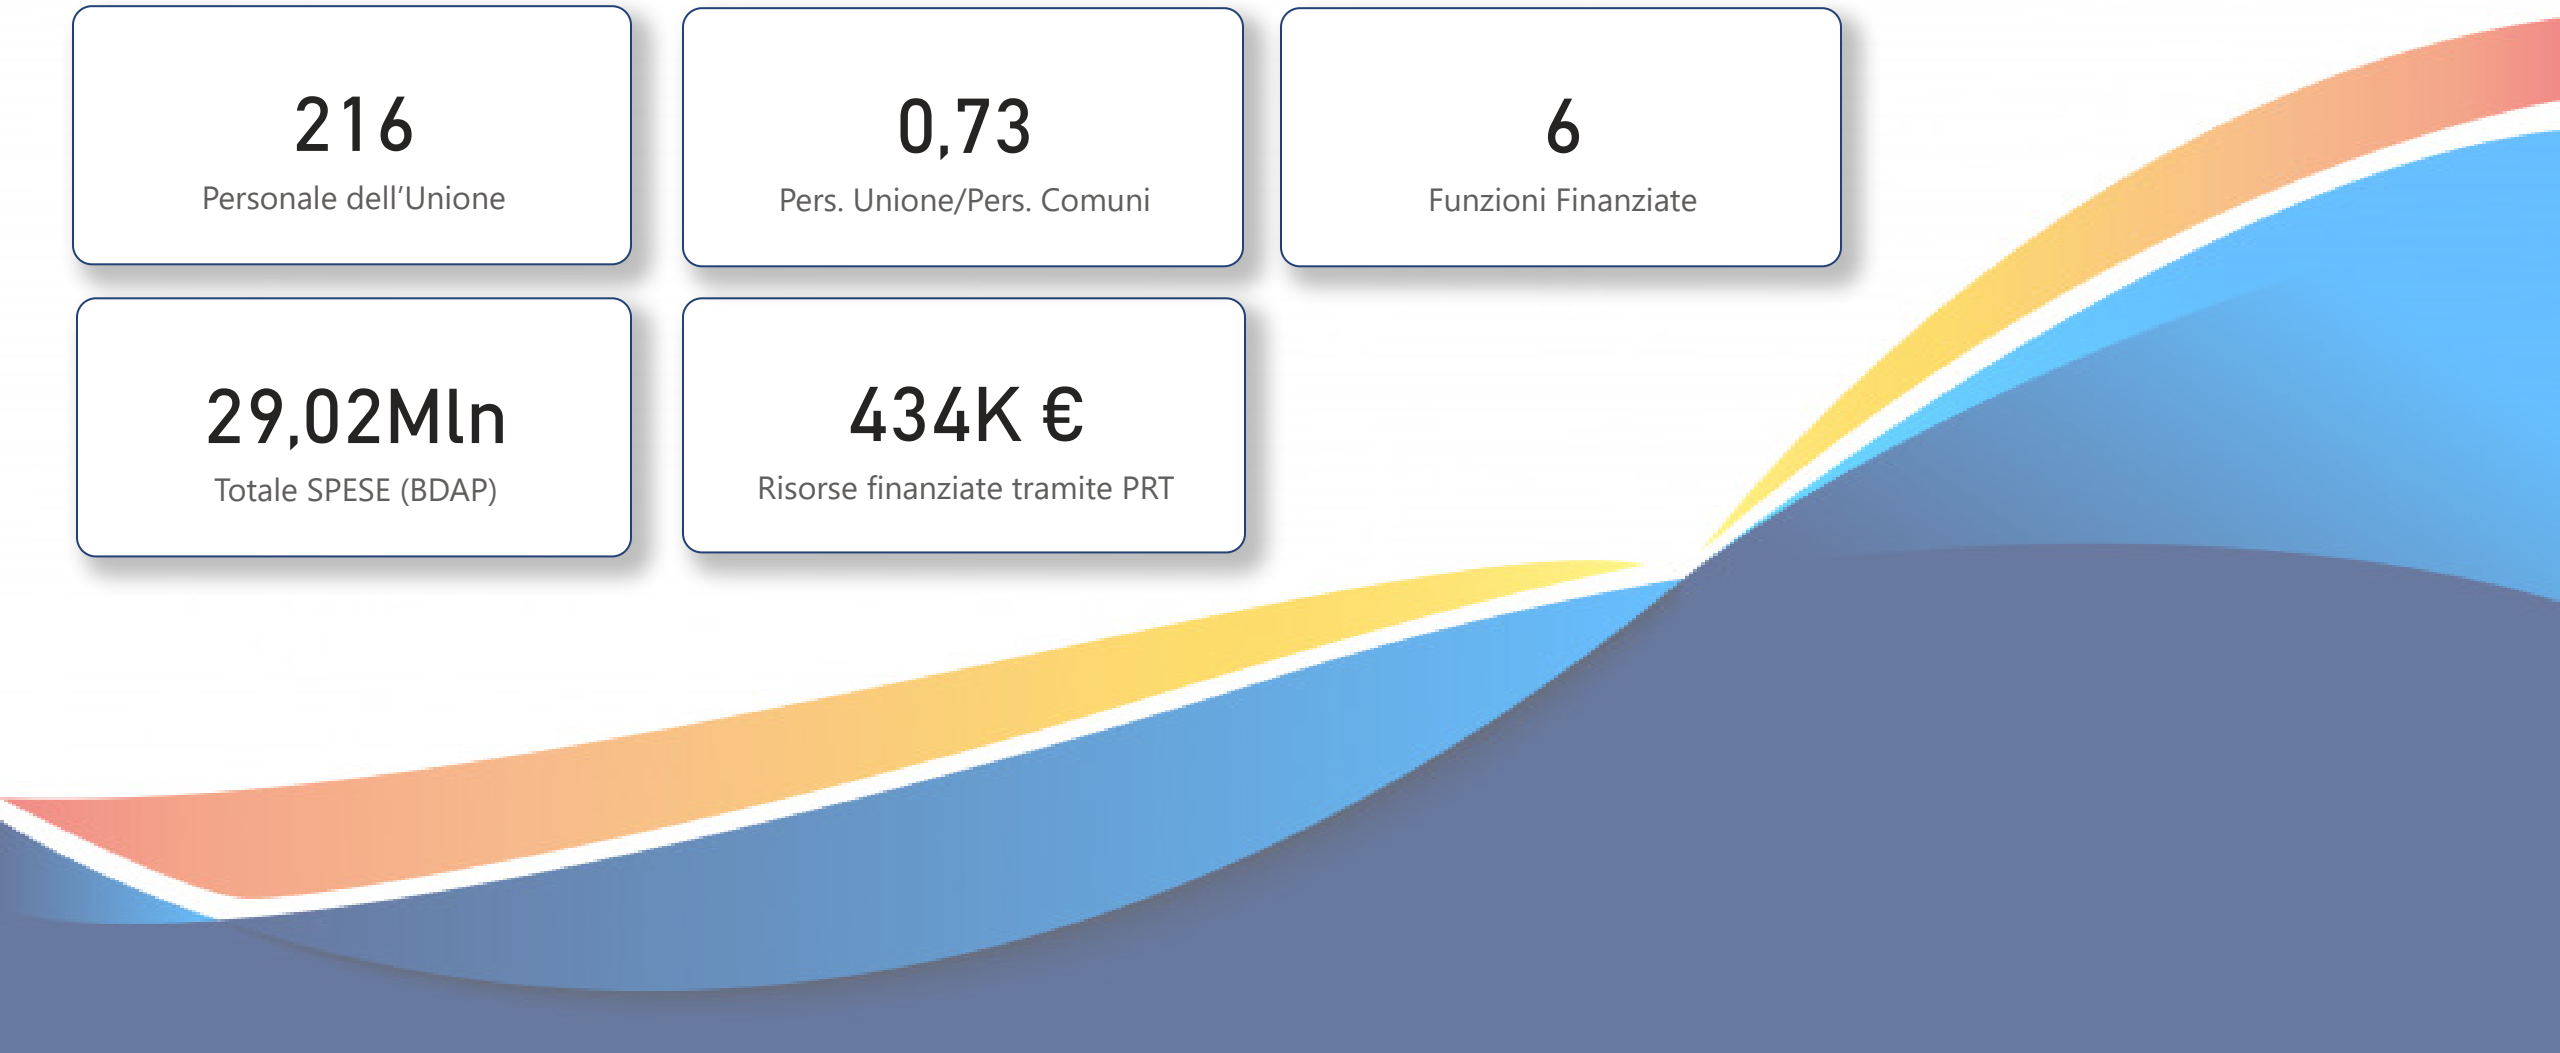 216
Personale dell’Unione
0,73
Pers. Unione/Pers. Comuni
6
Funzioni Finanziate
29,02Mln
Totale SPESE (BDAP)
434K €
Risorse finanziate tramite PRT